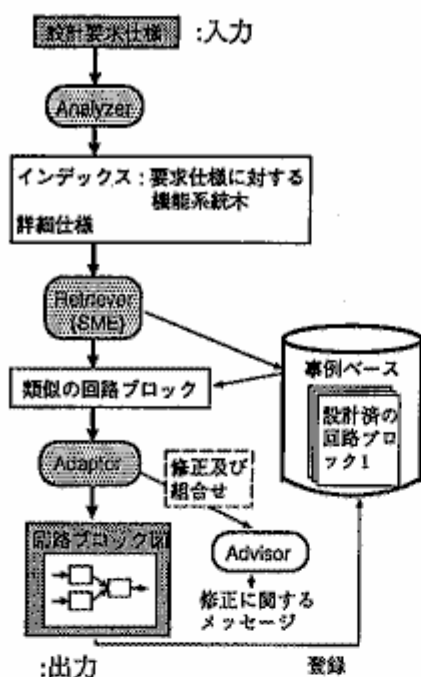 設計要求仕様 :入力
Analyzer
インデックス：要求仕様に対する
機能系統木
詳細仕様
Retriever
(SME)
事例ベース
類似の回路ブロック
設計済の
回路ブロ
ック1
Adaptor
修正及び
組合せ
回路ブロック図
Advisor
修正に関する
メッセージ
:出力
登録